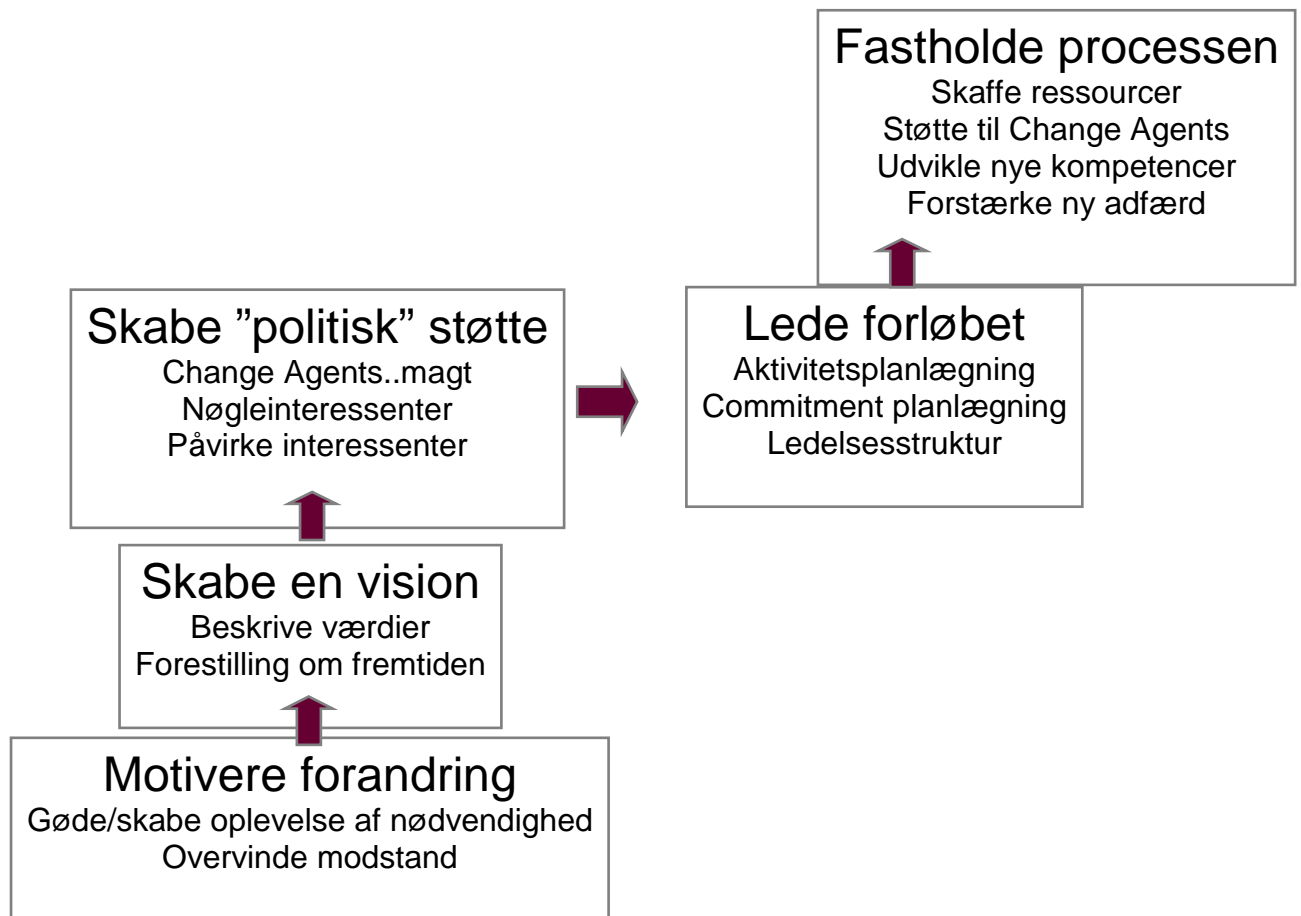 Fastholde processen
Skaffe ressourcer
Støtte til Change Agents
Udvikle nye kompetencer
Forstærke ny adfærd
Skabe ”politisk” støtte
Change Agents..magt
Nøgleinteressenter
Påvirke interessenter
Lede forløbet
Aktivitetsplanlægning
Commitment planlægning
Ledelsesstruktur
Skabe en vision
Beskrive værdier
Forestilling om fremtiden
Motivere forandring
Gøde/skabe oplevelse af nødvendighed
Overvinde modstand